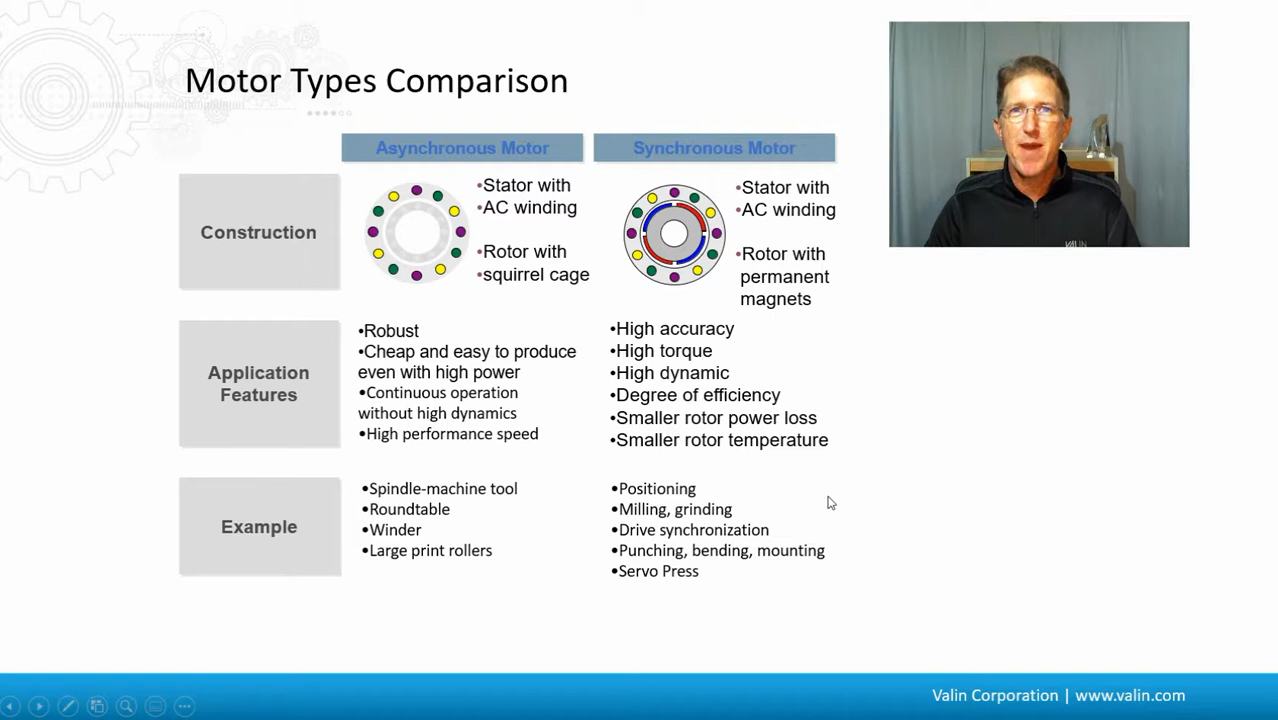 Motor Types Comparison
Asynchronous Motor
Synchronous Motor
Construction
•Stator with
•AC winding
•Rotor with
•squirrel cage
•Stator with
•AC winding
•Rotor with
permanent
magnets
Application
Features
•Robust
•Cheap and easy to produce
even with high power
•Continuous operation
without high dynamics
•High performance speed
•High accuracy
•High torque
•High dynamic
•Degree of efficiency
•Smaller rotor power loss
•Smaller rotor temperature
Example
•Spindle-machine tool
•Roundtable
•Winder
•Large print rollers
•Positioning
•Milling, grinding
•Drive synchronization
•Punching, bending, mounting
•Servo Press
VALIN
Valin Corporation | www.valin.com